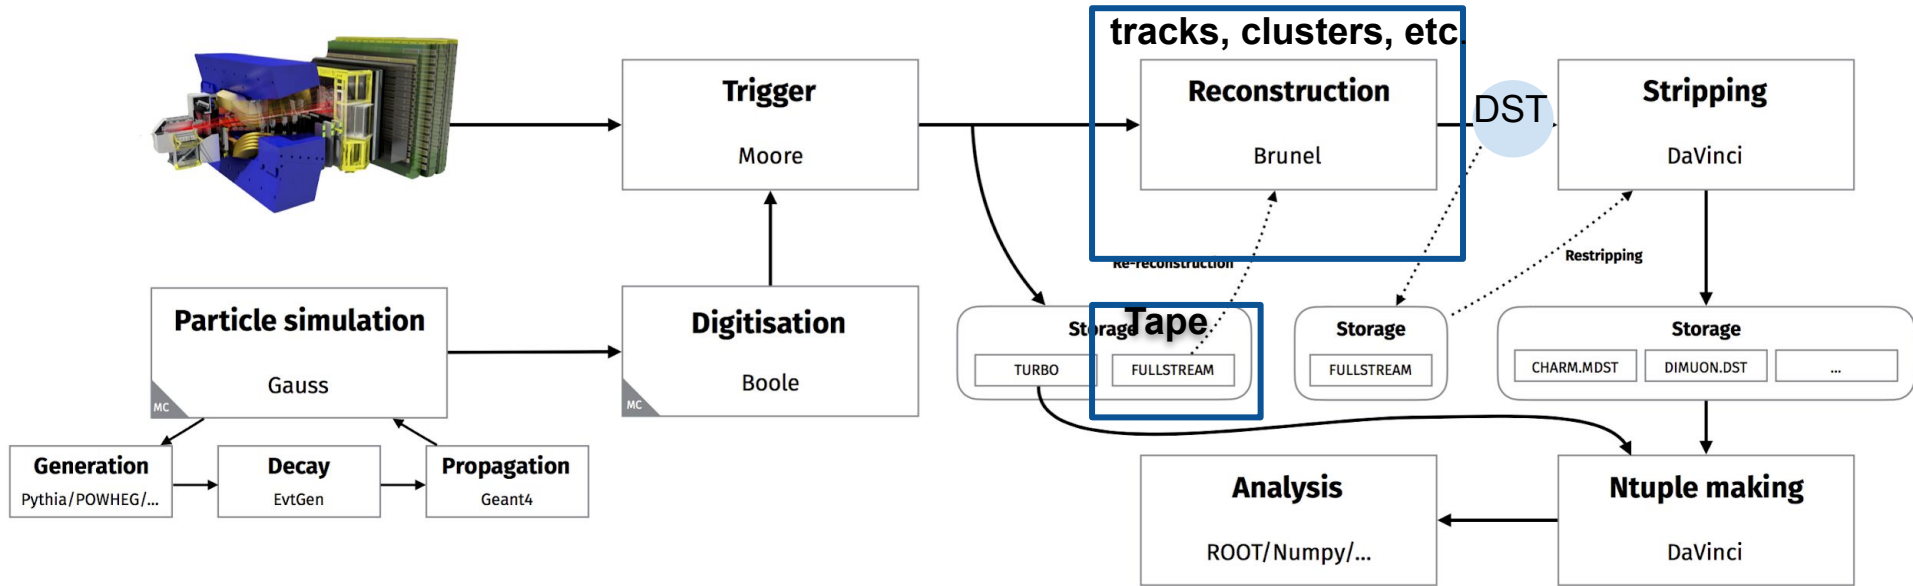 tracks, clusters, etc.
Trigger
Moore
Reconstruction
Brunel
DST
Stripping
DaVinci
Re-reconstruction
Restripping
Particle simulation
Gauss
MC
Digitisation
Boole
MC
Storage
Tape
TURBO
FULLSTREAM
Storage
FULLSTREAM
Storage
CHARM.MDST
DIMUON.DST
...
Generation
Pythia/POWHEG/...
Decay
EvtGen
Propagation
Geant4
Analysis
ROOT/Numpy/...
Ntuple making
DaVinci